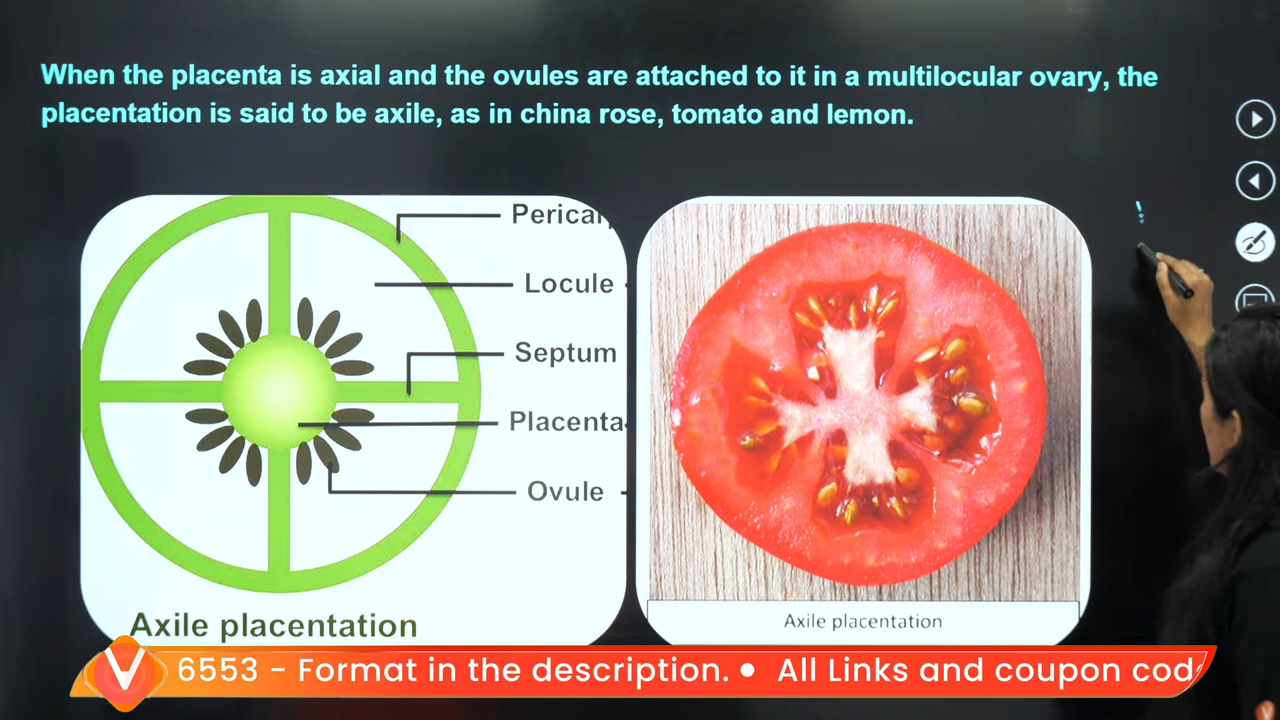 When the placenta is axial and the ovules are attached to it in a multilocular ovary, the
placentation is said to be axile, as in china rose, tomato and lemon.
Locule
Septum
Placenta
Ovule
Axile placentation
Axile placentation
6553 - Format in the description. • All Links and coupon